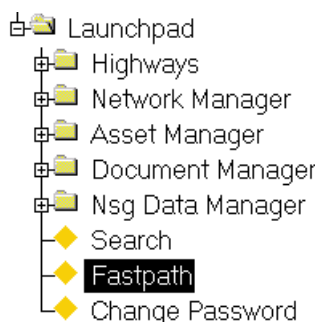 Launchpad
Highways
Network Manager
Asset Manager
Document Manager
Nsg Data Manager
Search
Fastpath
Change Password